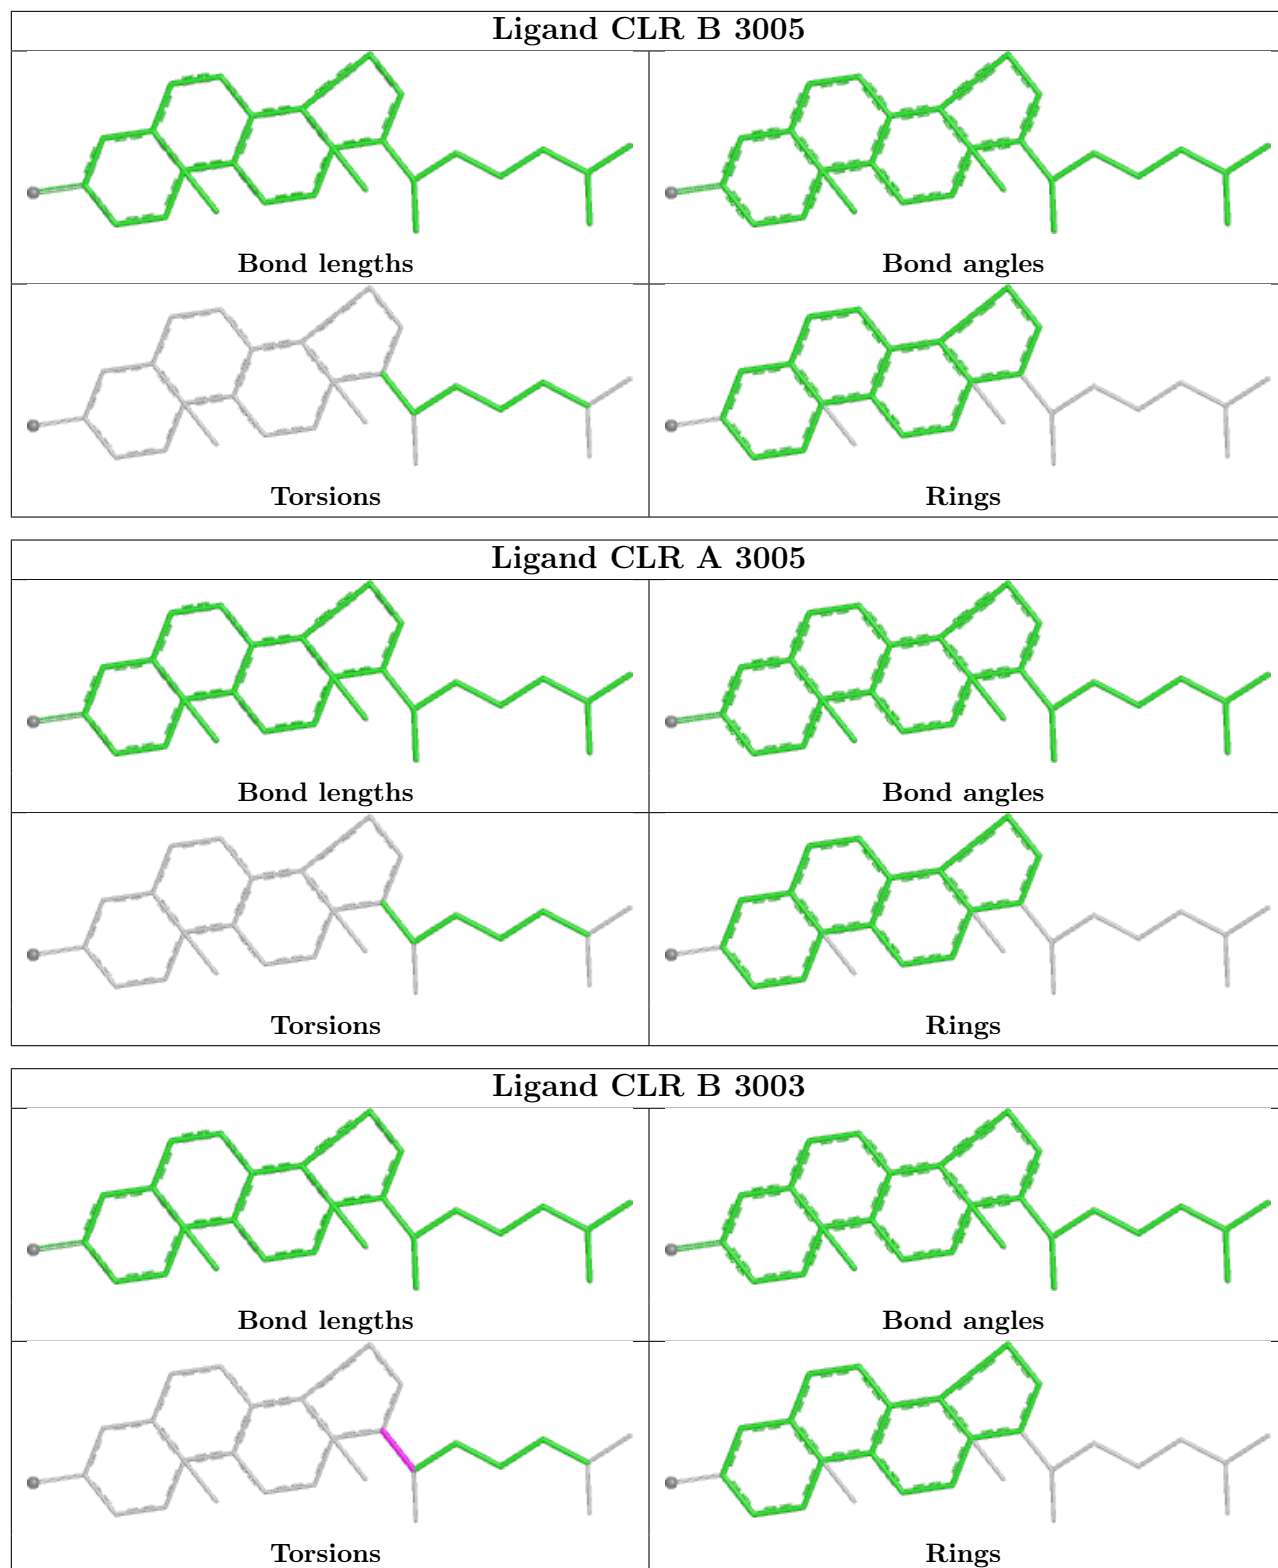 Ligand CLR B 3005
Bond lengths
Bond angles
Torsions
Rings
Ligand CLR A 3005
Bond lengths
Bond angles
Torsions
Rings
Ligand CLR B 3003
Bond lengths
Bond angles
Torsions
Rings